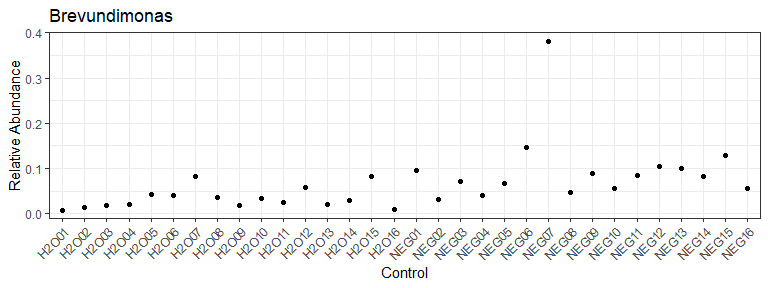 Brevundimonas
Relative Abundance
0.4
0.3
0.2
0.1
0.0
H2O01 H2O02 H2O03 H2O04 H2O05 H2O06 H2O07 H2O08 H2O09 H2O10 H2O11 H2O12 H2O13 H2O14 H2O15 H2O16 NEG01 NEG02 NEG03 NEG04 NEG05 NEG06 NEG07 NEG08 NEG09 NEG10 NEG11 NEG12 NEG13 NEG14 NEG15 NEG16
Control